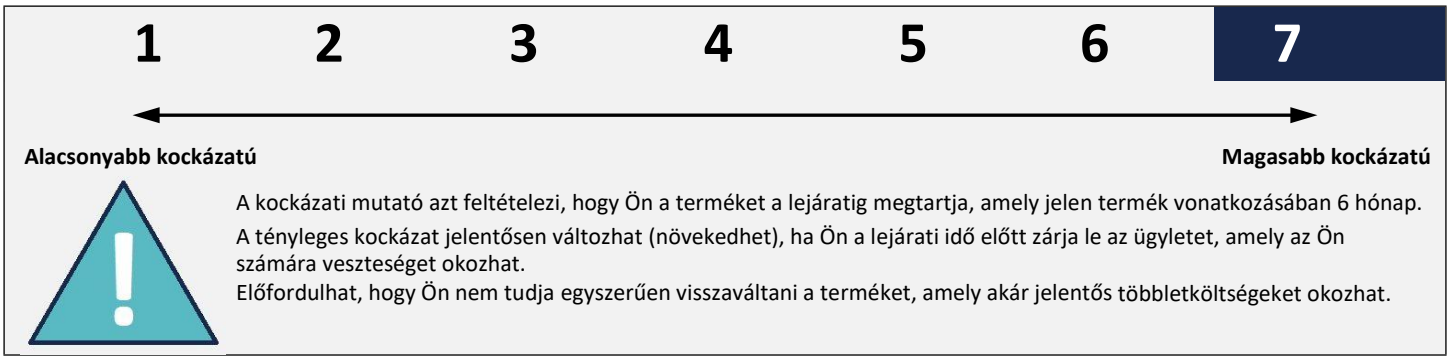 1 2 3 4 5 6 7
Alacsonyabb kockázatú Magasabb kockázatú
A kockázati mutató azt feltételezi, hogy Ön a terméket a lejáratig megtartja, amely jelen termék vonatkozásában 6 hónap.
A tényleges kockázat jelentősen változhat (növekedhet), ha Ön a lejárati idő előtt zárja le az ügyletet, amely az Ön
számára veszteséget okozhat.
Előfordulhat, hogy Ön nem tudja egyszerűen visszaváltani a terméket, amely akár jelentős többletköltségeket okozhat.